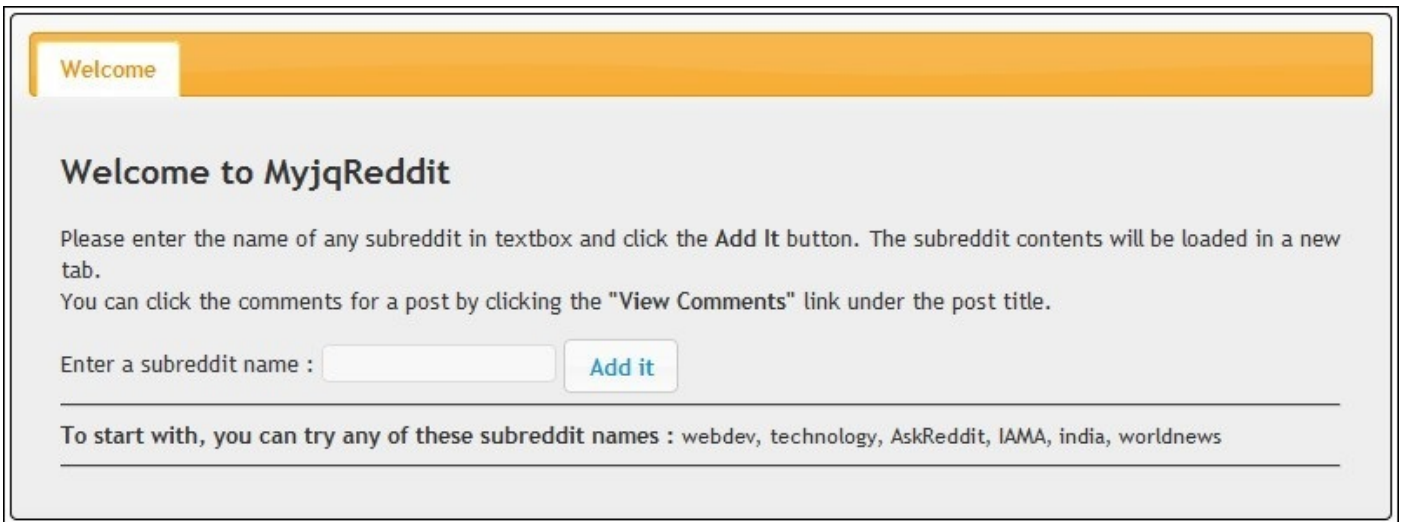 Welcome
Welcome to MyjqReddit
Please enter the name of any subreddit in textbox and click the Add It button. The subreddit contents will be loaded in a new
tab.
You can click the comments for a post by clicking the "View Comments" link under the post title.
Enter a subreddit name : Add it
To start with, you can try any of these subreddit names : webdev, technology, AskReddit, IAMA, india, worldnews